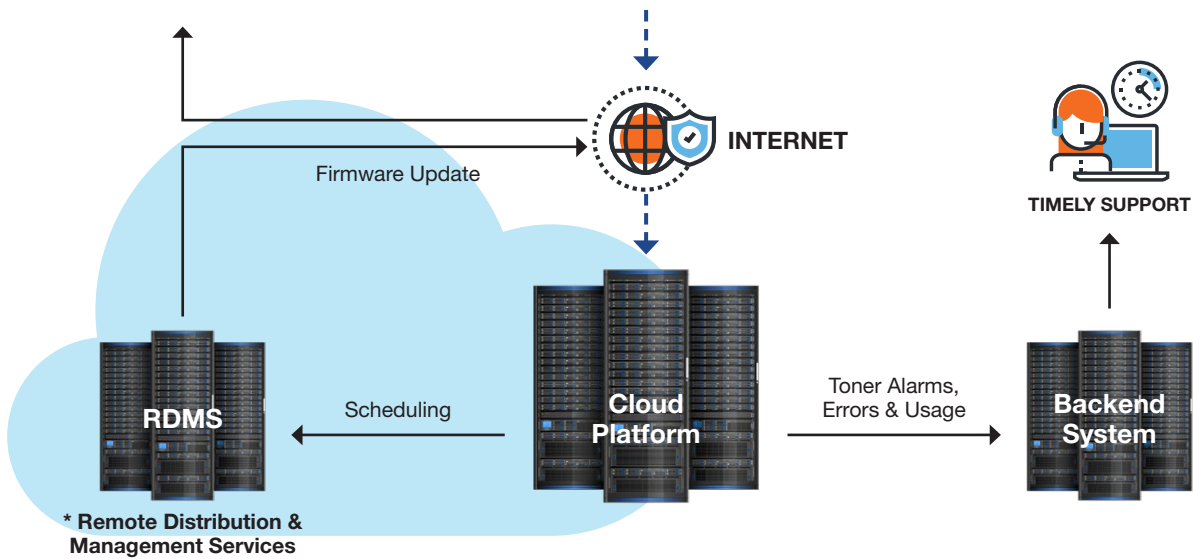 INTERNET
Firmware Update
TIMELY SUPPORT
RDMS
Scheduling
Cloud
Platform
Toner Alarms,
Errors & Usage
Backend
System
* Remote Distribution &
Management Services